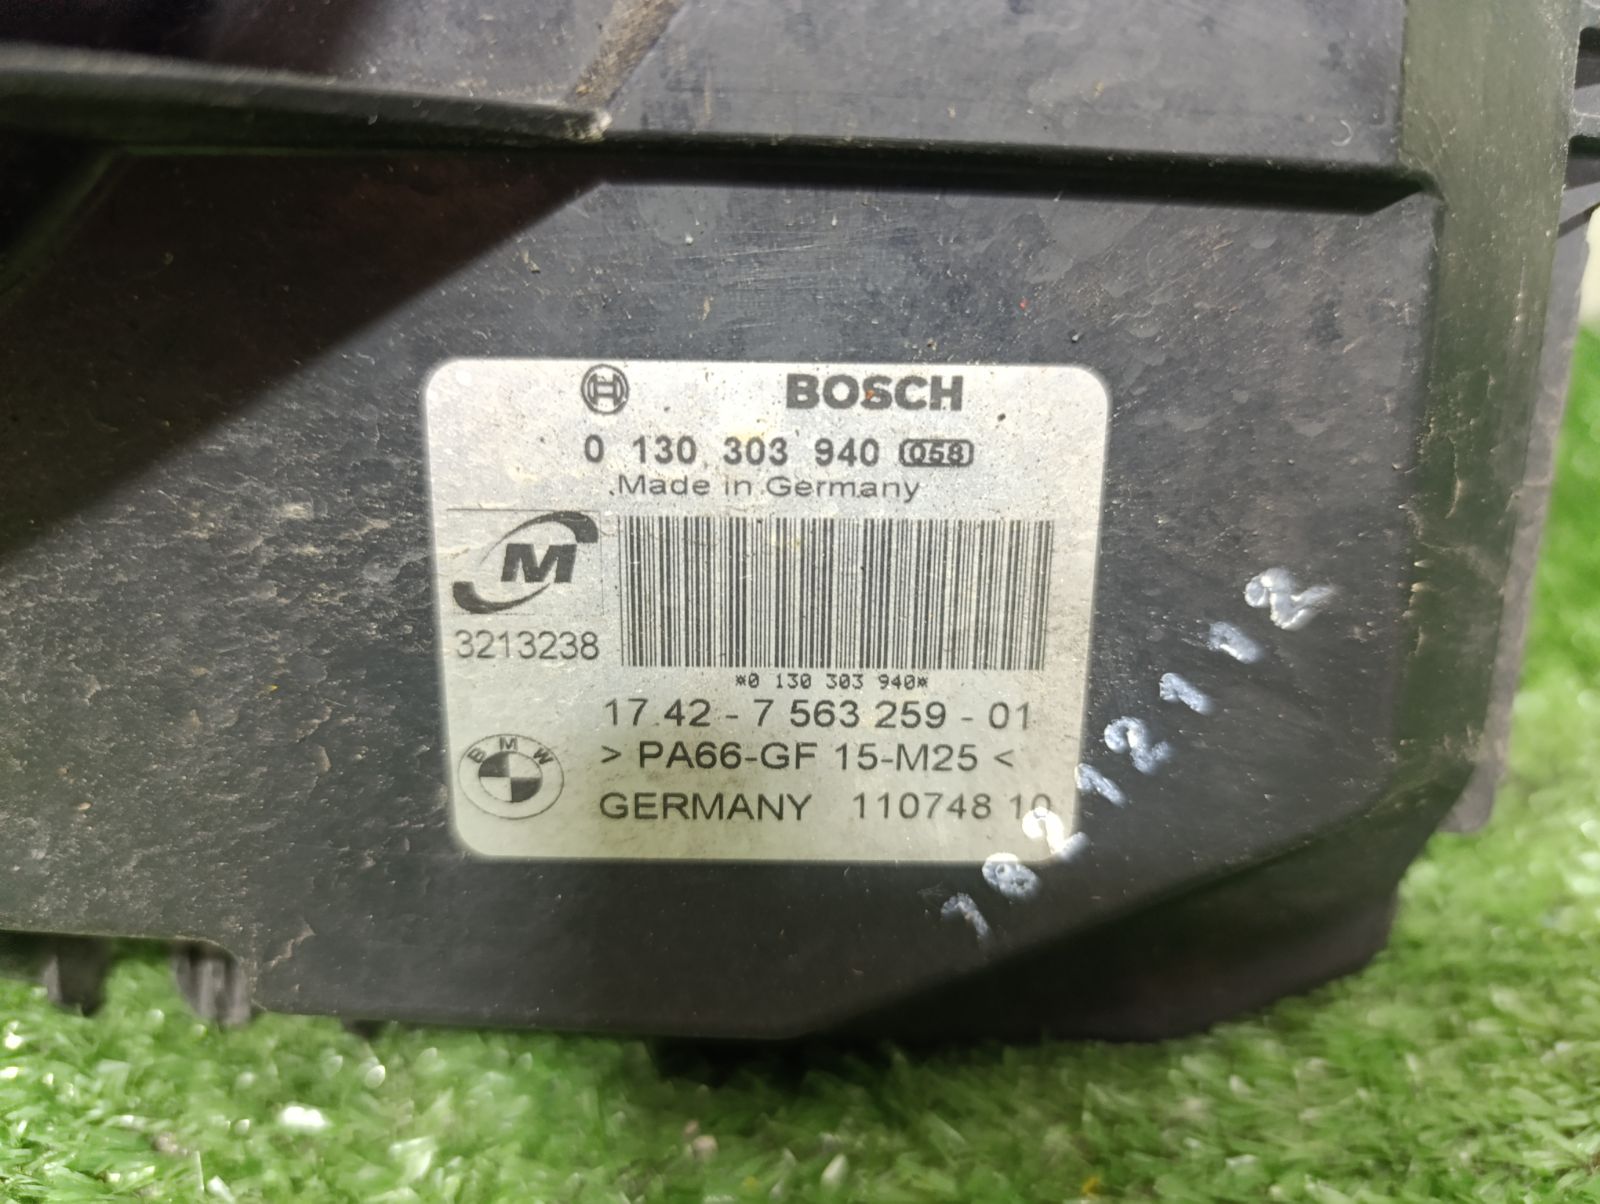 BOSCH
0 130 303 940 058
Made in Germany
M
3213238
*0 130 303 940*
17.42 - 7 563 259 - 01
> PA66-GF 15-M25 <
BMW
GERMANY 110748 10